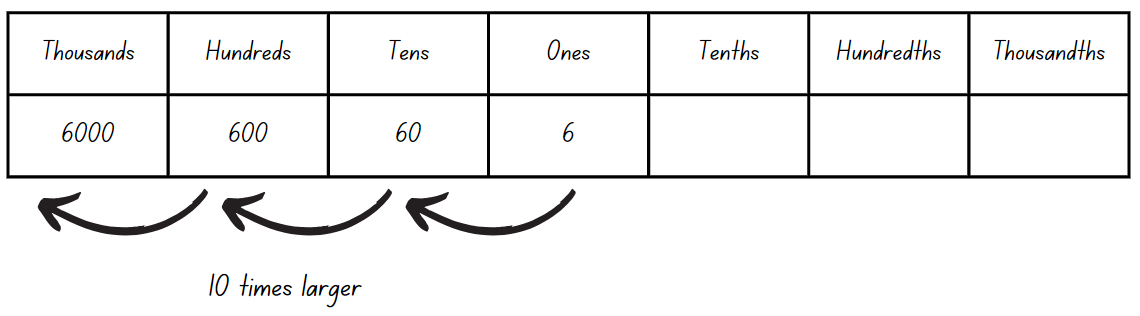 Thousands Hundreds Tens Ones Tenths Hundredths Thousandths
6000 600 60 6
10 times larger